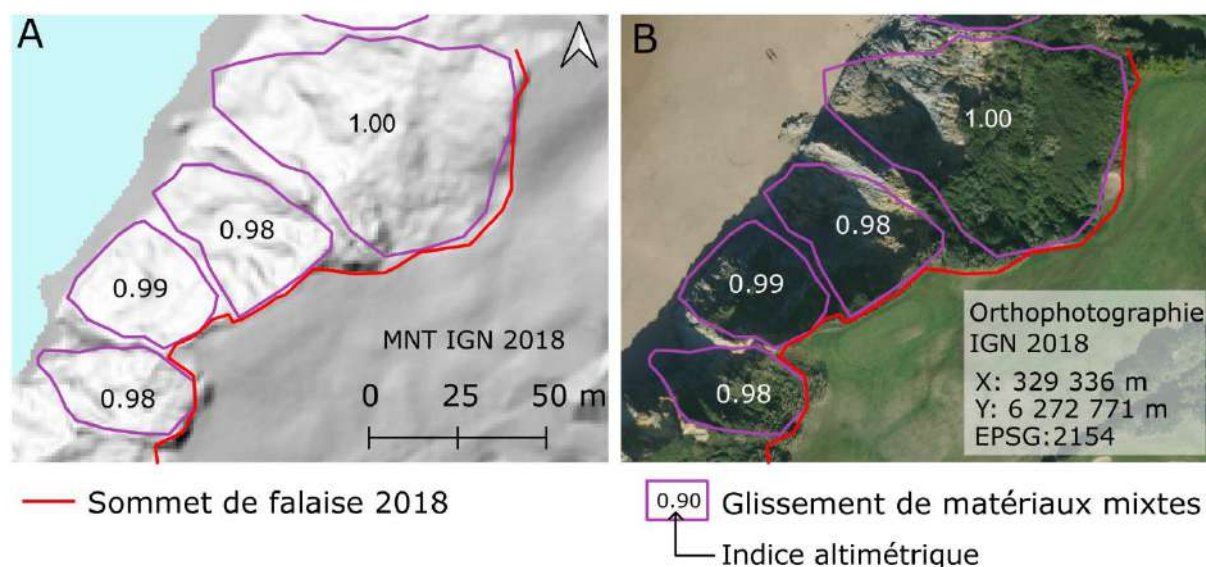 A
1.00
0.98
0.99
0.98
MNT IGN 2018
0 25 50 m
B
1.00
0.98
0.99
0.98
Orthophotographie
IGN 2018
X: 329 336 m
Y: 6 272 771 m
EPSG:2154
Sommet de falaise 2018
0.90 Glissement de matériaux mixtes
Indice altimétrique